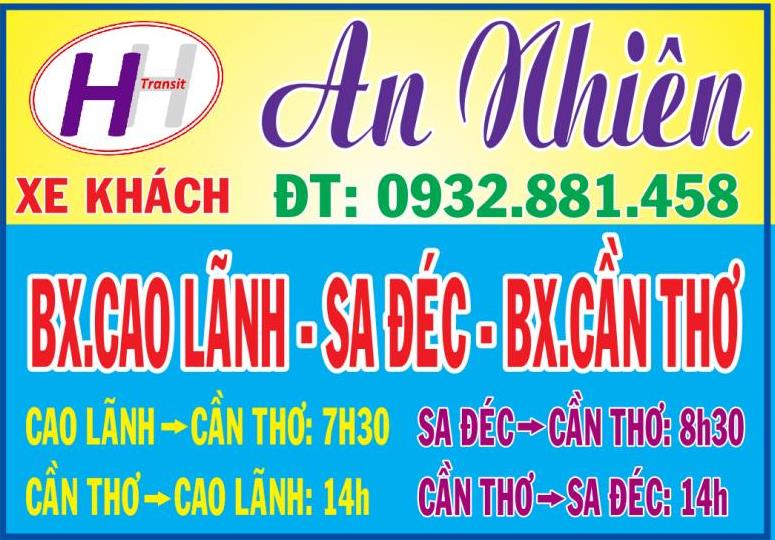 HH Transit
An Nhiên
XE KHÁCH ĐT: 0932.881.458
BX.CAO LÃNH - SA ĐÉC - BX.CẦN THƠ
CAO LÃNH→CẦN THƠ: 7H30 SA ĐÉC→CẦN THƠ: 8h30
CẦN THƠ→CAO LÃNH: 14h CẦN THƠ→SA ĐÉC: 14h